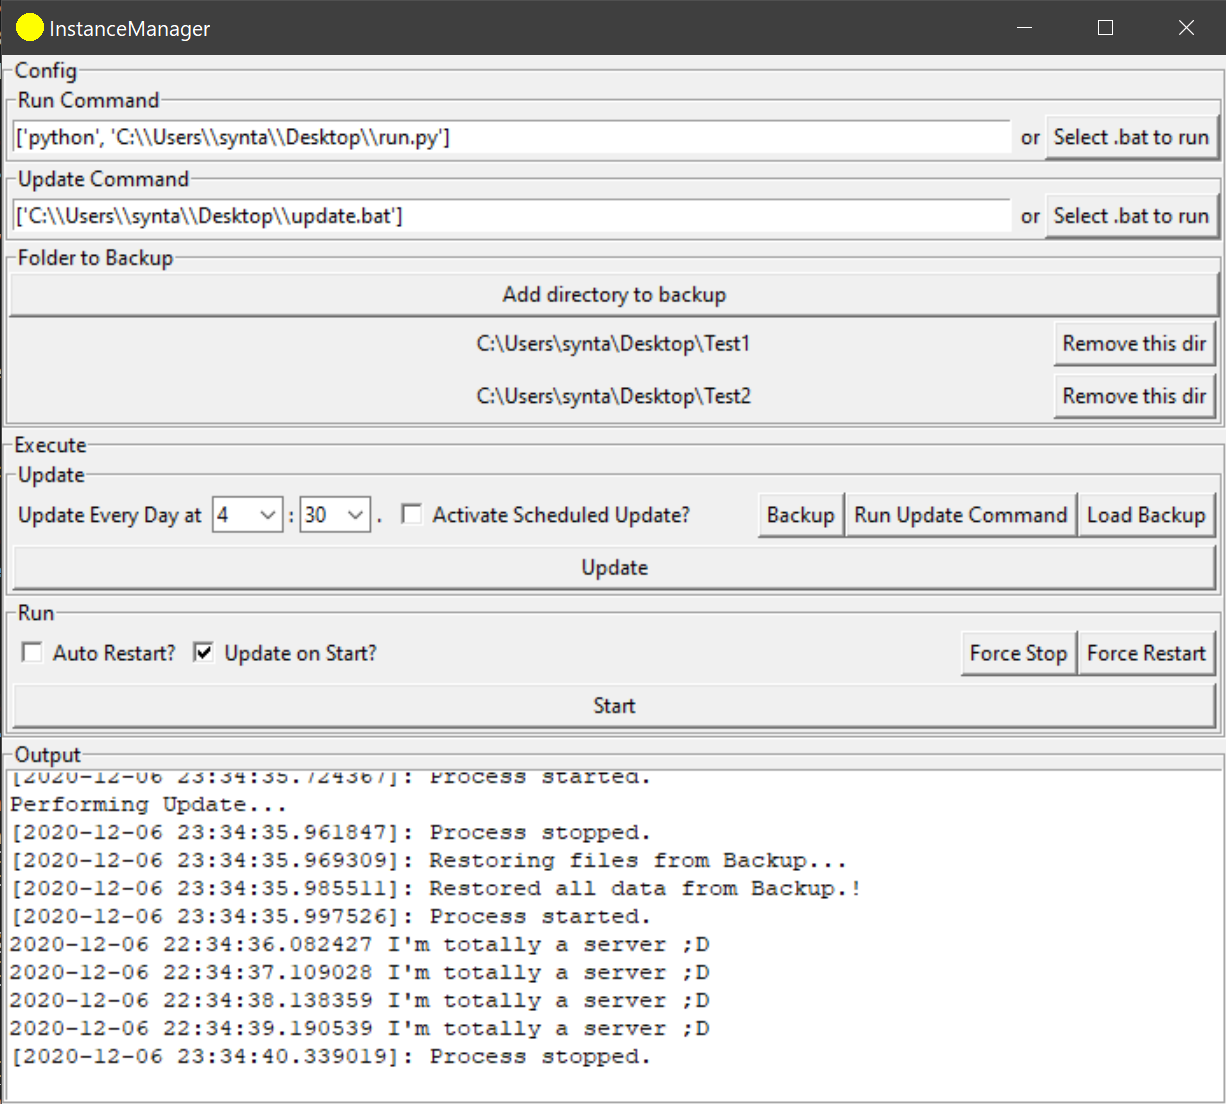 InstanceManager
Config
Run Command
['python', 'C:\\Users\\synta\\Desktop\\run.py'] or Select .bat to run
Update Command
['C:\\Users\\synta\\Desktop\\update.bat'] or Select .bat to run
Folder to Backup
Add directory to backup
C:\Users\synta\Desktop\Test1 Remove this dir
C:\Users\synta\Desktop\Test2 Remove this dir
Execute
Update
Update Every Day at 4 : 30 . Activate Scheduled Update? Backup Run Update Command Load Backup
Update
Run
Auto Restart? Update on Start? Force Stop Force Restart
Start
Output
[2020-12-06 23:34:35.724367]: Process started.
Performing Update...
[2020-12-06 23:34:35.961847]: Process stopped.
[2020-12-06 23:34:35.969309]: Restoring files from Backup...
[2020-12-06 23:34:35.985511]: Restored all data from Backup.!
[2020-12-06 23:34:35.997526]: Process started.
2020-12-06 22:34:36.082427 I'm totally a server ;D
2020-12-06 22:34:37.109028 I'm totally a server ;D
2020-12-06 22:34:38.138359 I'm totally a server ;D
2020-12-06 22:34:39.190539 I'm totally a server ;D
[2020-12-06 23:34:40.339019]: Process stopped.